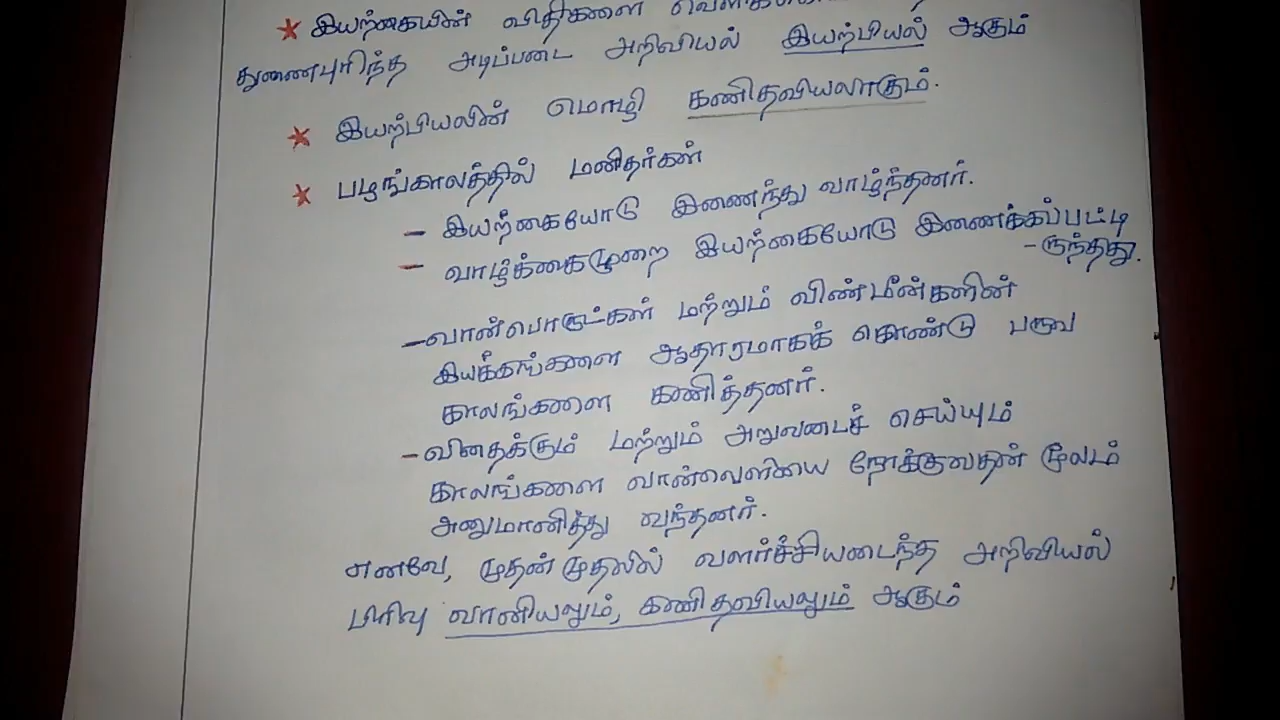 * இயற்கையின் விதிகளை
துணைபுரிந்த அடிப்படை அறிவியல் இயற்பியல் ஆகும்
* இயற்பியலின் மொழி கணிதவியலாகும்.
* பழங்காலத்தில் மனிதர்கள்
- இயற்கையோடு இணைந்து வாழ்ந்தனர்.
- வாழ்க்கைமுறை இயற்கையோடு இணைக்கப்பட்டி
-ருந்தது.
- வான்பொருட்கள் மற்றும் விண்மீன்களின்
இயக்கங்களை ஆதாரமாகக் கொண்டு பருவ
காலங்களை கணித்தனர்.
- விதைக்கும் மற்றும் அறுவடைச் செய்யும்
காலங்களை வான்வெளியை நோக்குவதன் மூலம்
அனுமானித்து வந்தனர்.
எனவே, முதன்முதலில் வளர்ச்சியடைந்த அறிவியல்
பிரிவு வானியலும், கணிதவியலும் ஆகும்